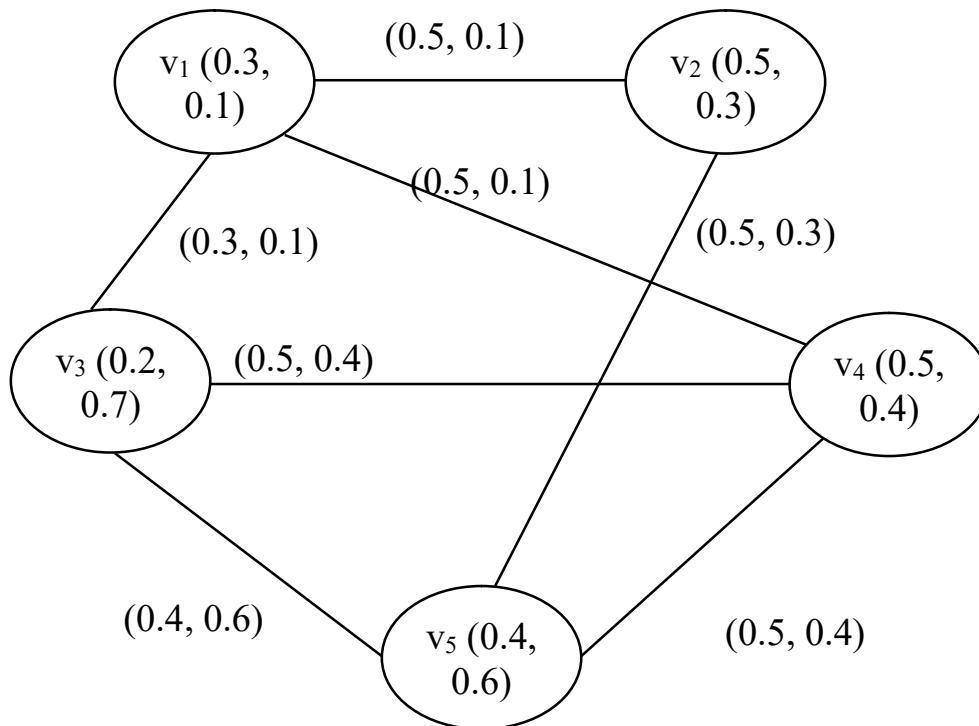 (0.5, 0.1)
v₁ (0.3,
0.1)
v₂ (0.5,
0.3)
(0.5, 0.1)
(0.5, 0.3)
(0.3, 0.1)
v₃ (0.2,
0.7)
(0.5, 0.4)
v₄ (0.5,
0.4)
(0.4, 0.6)
v₅ (0.4,
0.6)
(0.5, 0.4)